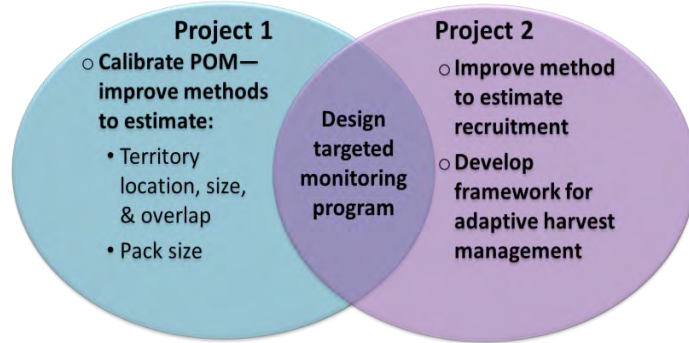 Project 1
○ Calibrate POM—
improve methods
to estimate:
• Territory
location, size,
& overlap
• Pack size
Design
targeted
monitoring
program
Project 2
○ Improve method
to estimate
recruitment
○ Develop
framework for
adaptive harvest
management